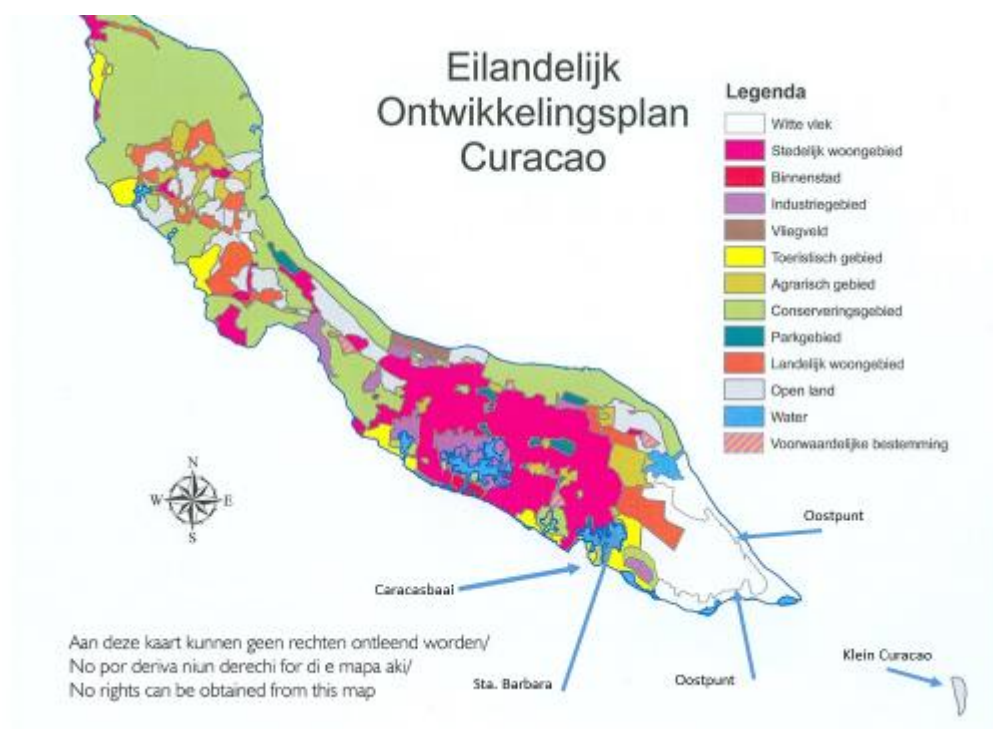 Eilandelijk
Ontwikkelingsplan
Curacao
Legenda
Witte vlek
Stedelijk woongebied
Binnenstad
Industriegebied
Vliegveld
Toeristisch gebied
Agrarisch gebied
Conserveringsgebied
Parkgebied
Landelijk woongebied
Open land
Water
Voorwaardelijke bestemming
N
W E
S
Oostpunt
Caracasbaai
Aan deze kaart kunnen geen rechten ontleend worden/
No por deriva niun derechi for di e mapa aki/
No rights can be obtained from this map
Sta. Barbara
Oostpunt
Klein Curacao